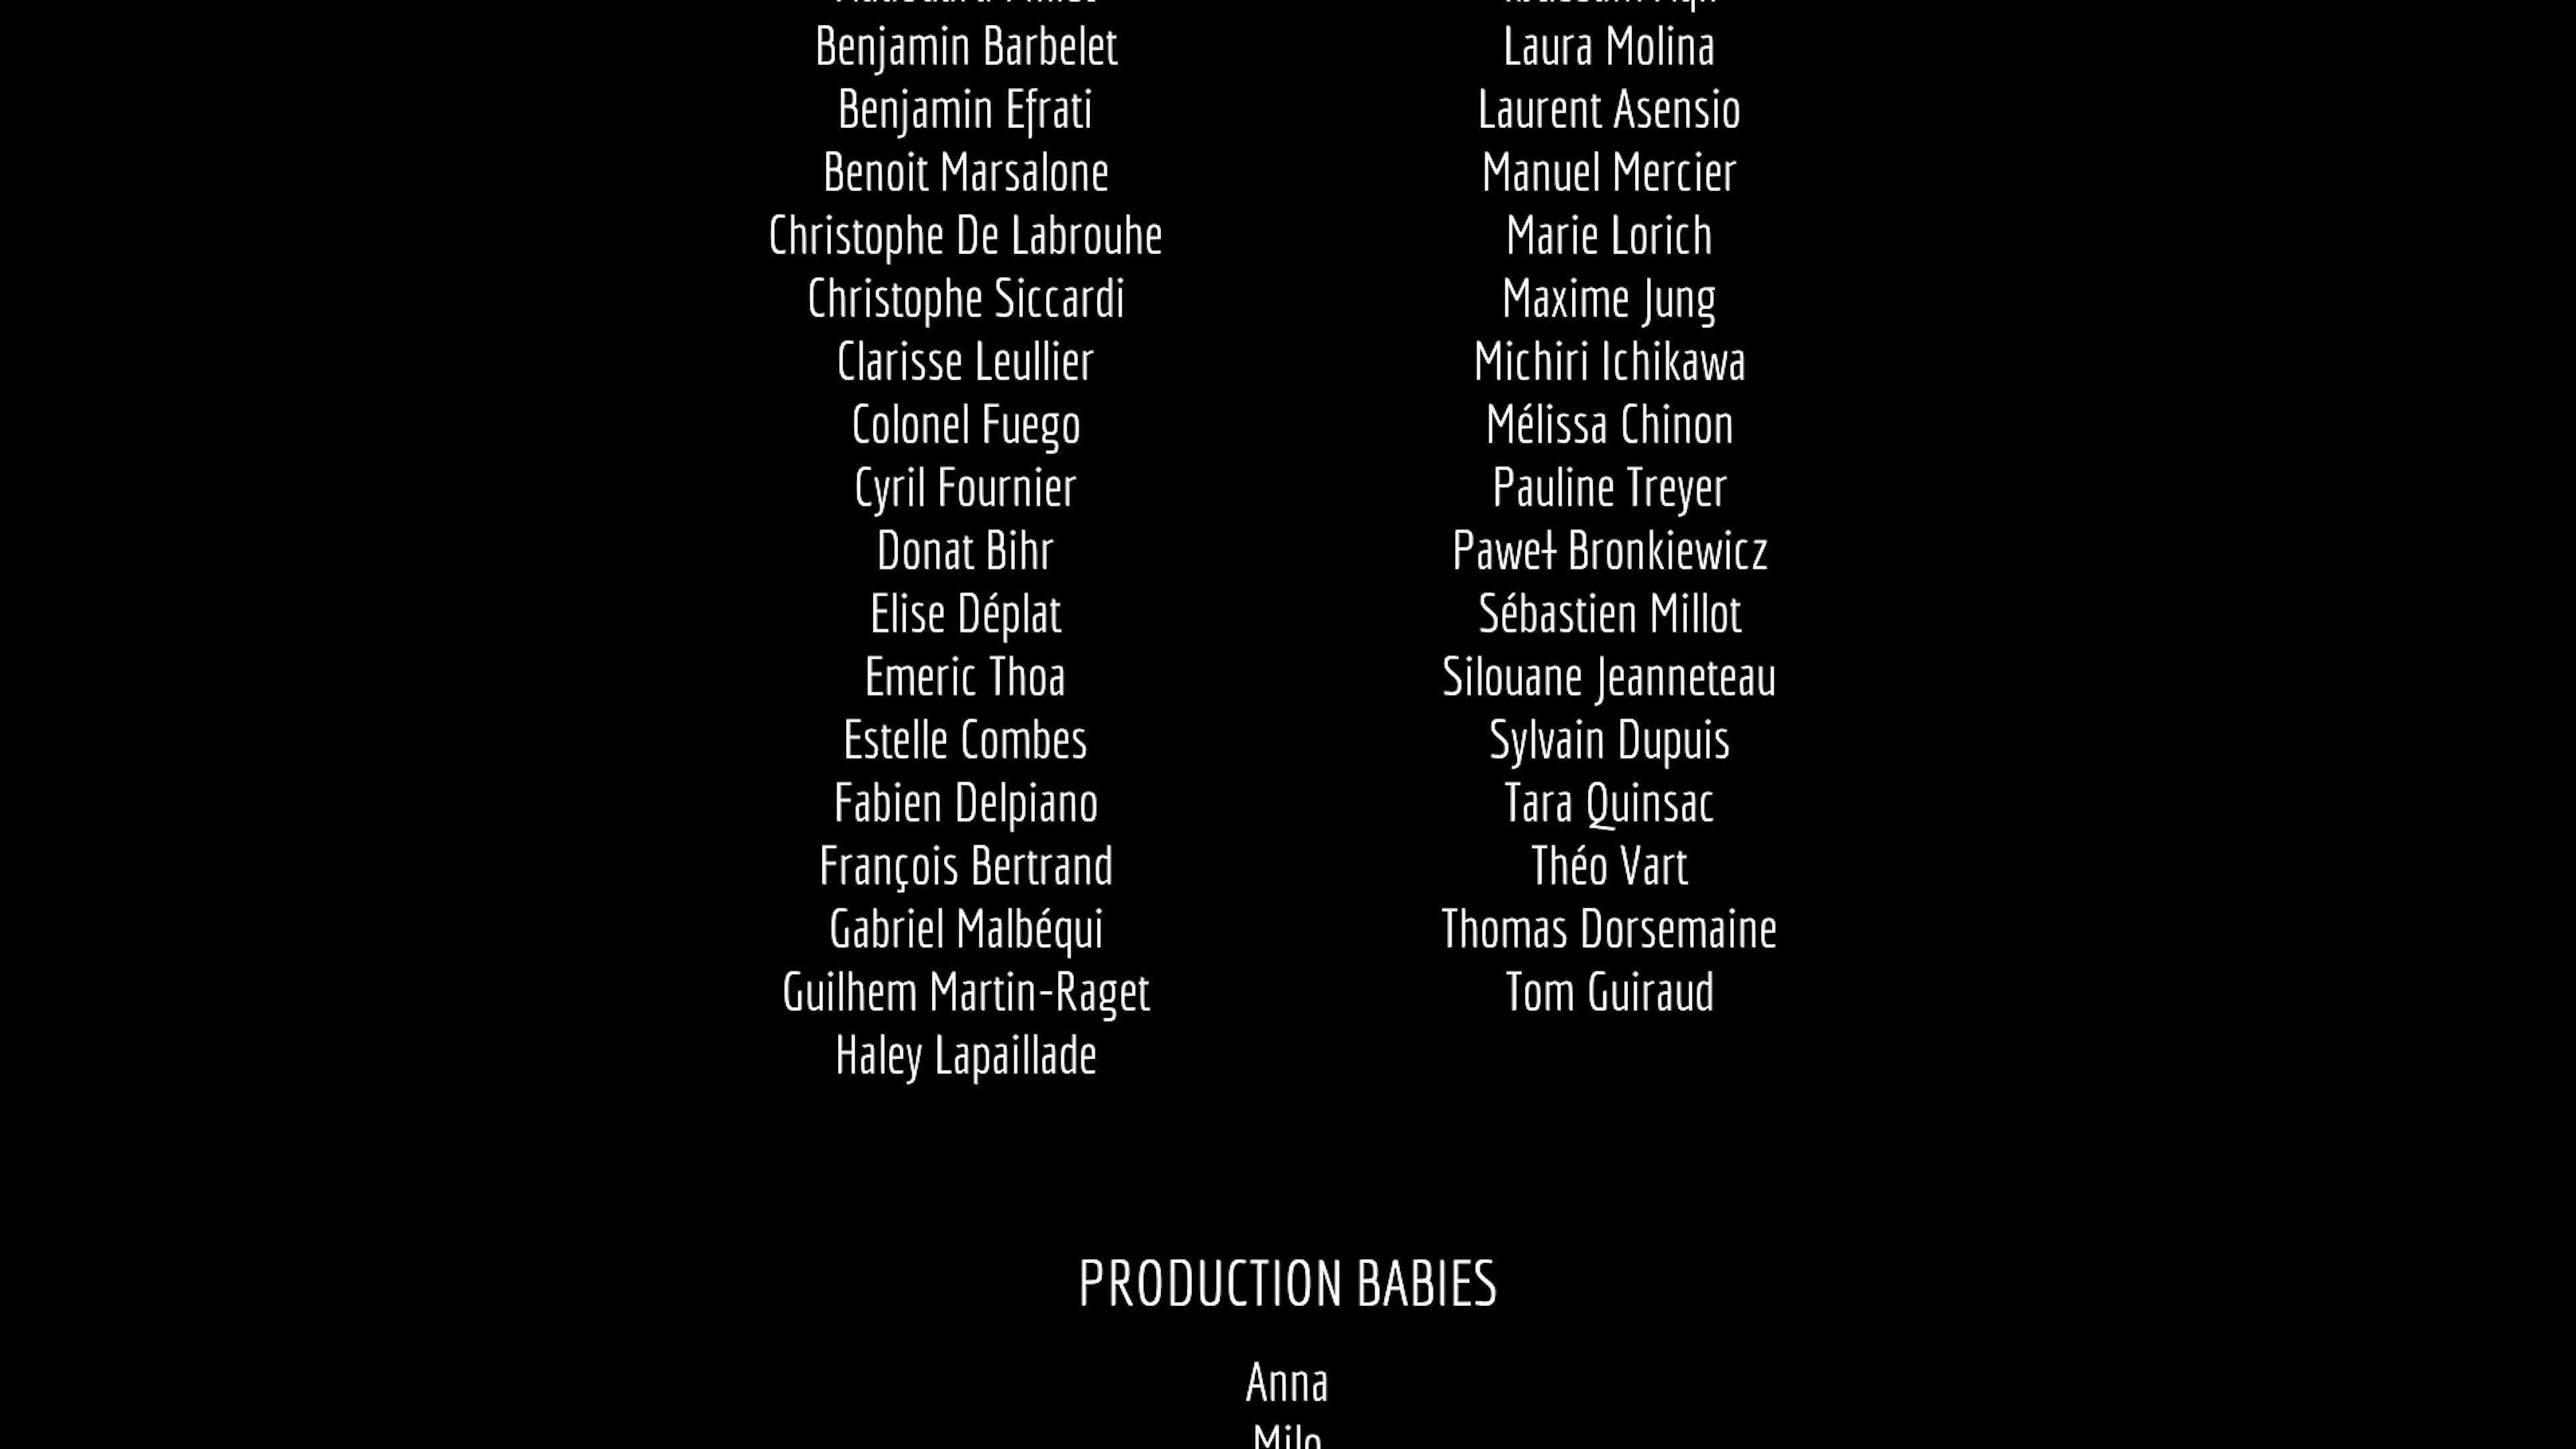 Benjamin Barbelet
Benjamin Efrati
Benoit Marsalone
Christophe De Labrouhe
Christophe Siccardi
Clarisse Leullier
Colonel Fuego
Cyril Fournier
Donat Bihr
Elise Déplat
Emeric Thoa
Estelle Combes
Fabien Delpiano
François Bertrand
Gabriel Malbéqui
Guilhem Martin-Raget
Haley Lapaillade
Laura Molina
Laurent Asensio
Manuel Mercier
Marie Lorich
Maxime Jung
Michiri Ichikawa
Mélissa Chinon
Pauline Treyer
Paweł Bronkiewicz
Sébastien Millot
Silouane Jeanneteau
Sylvain Dupuis
Tara Quinsac
Théo Vart
Thomas Dorsemaine
Tom Guiraud
PRODUCTION BABIES
Anna
Milo